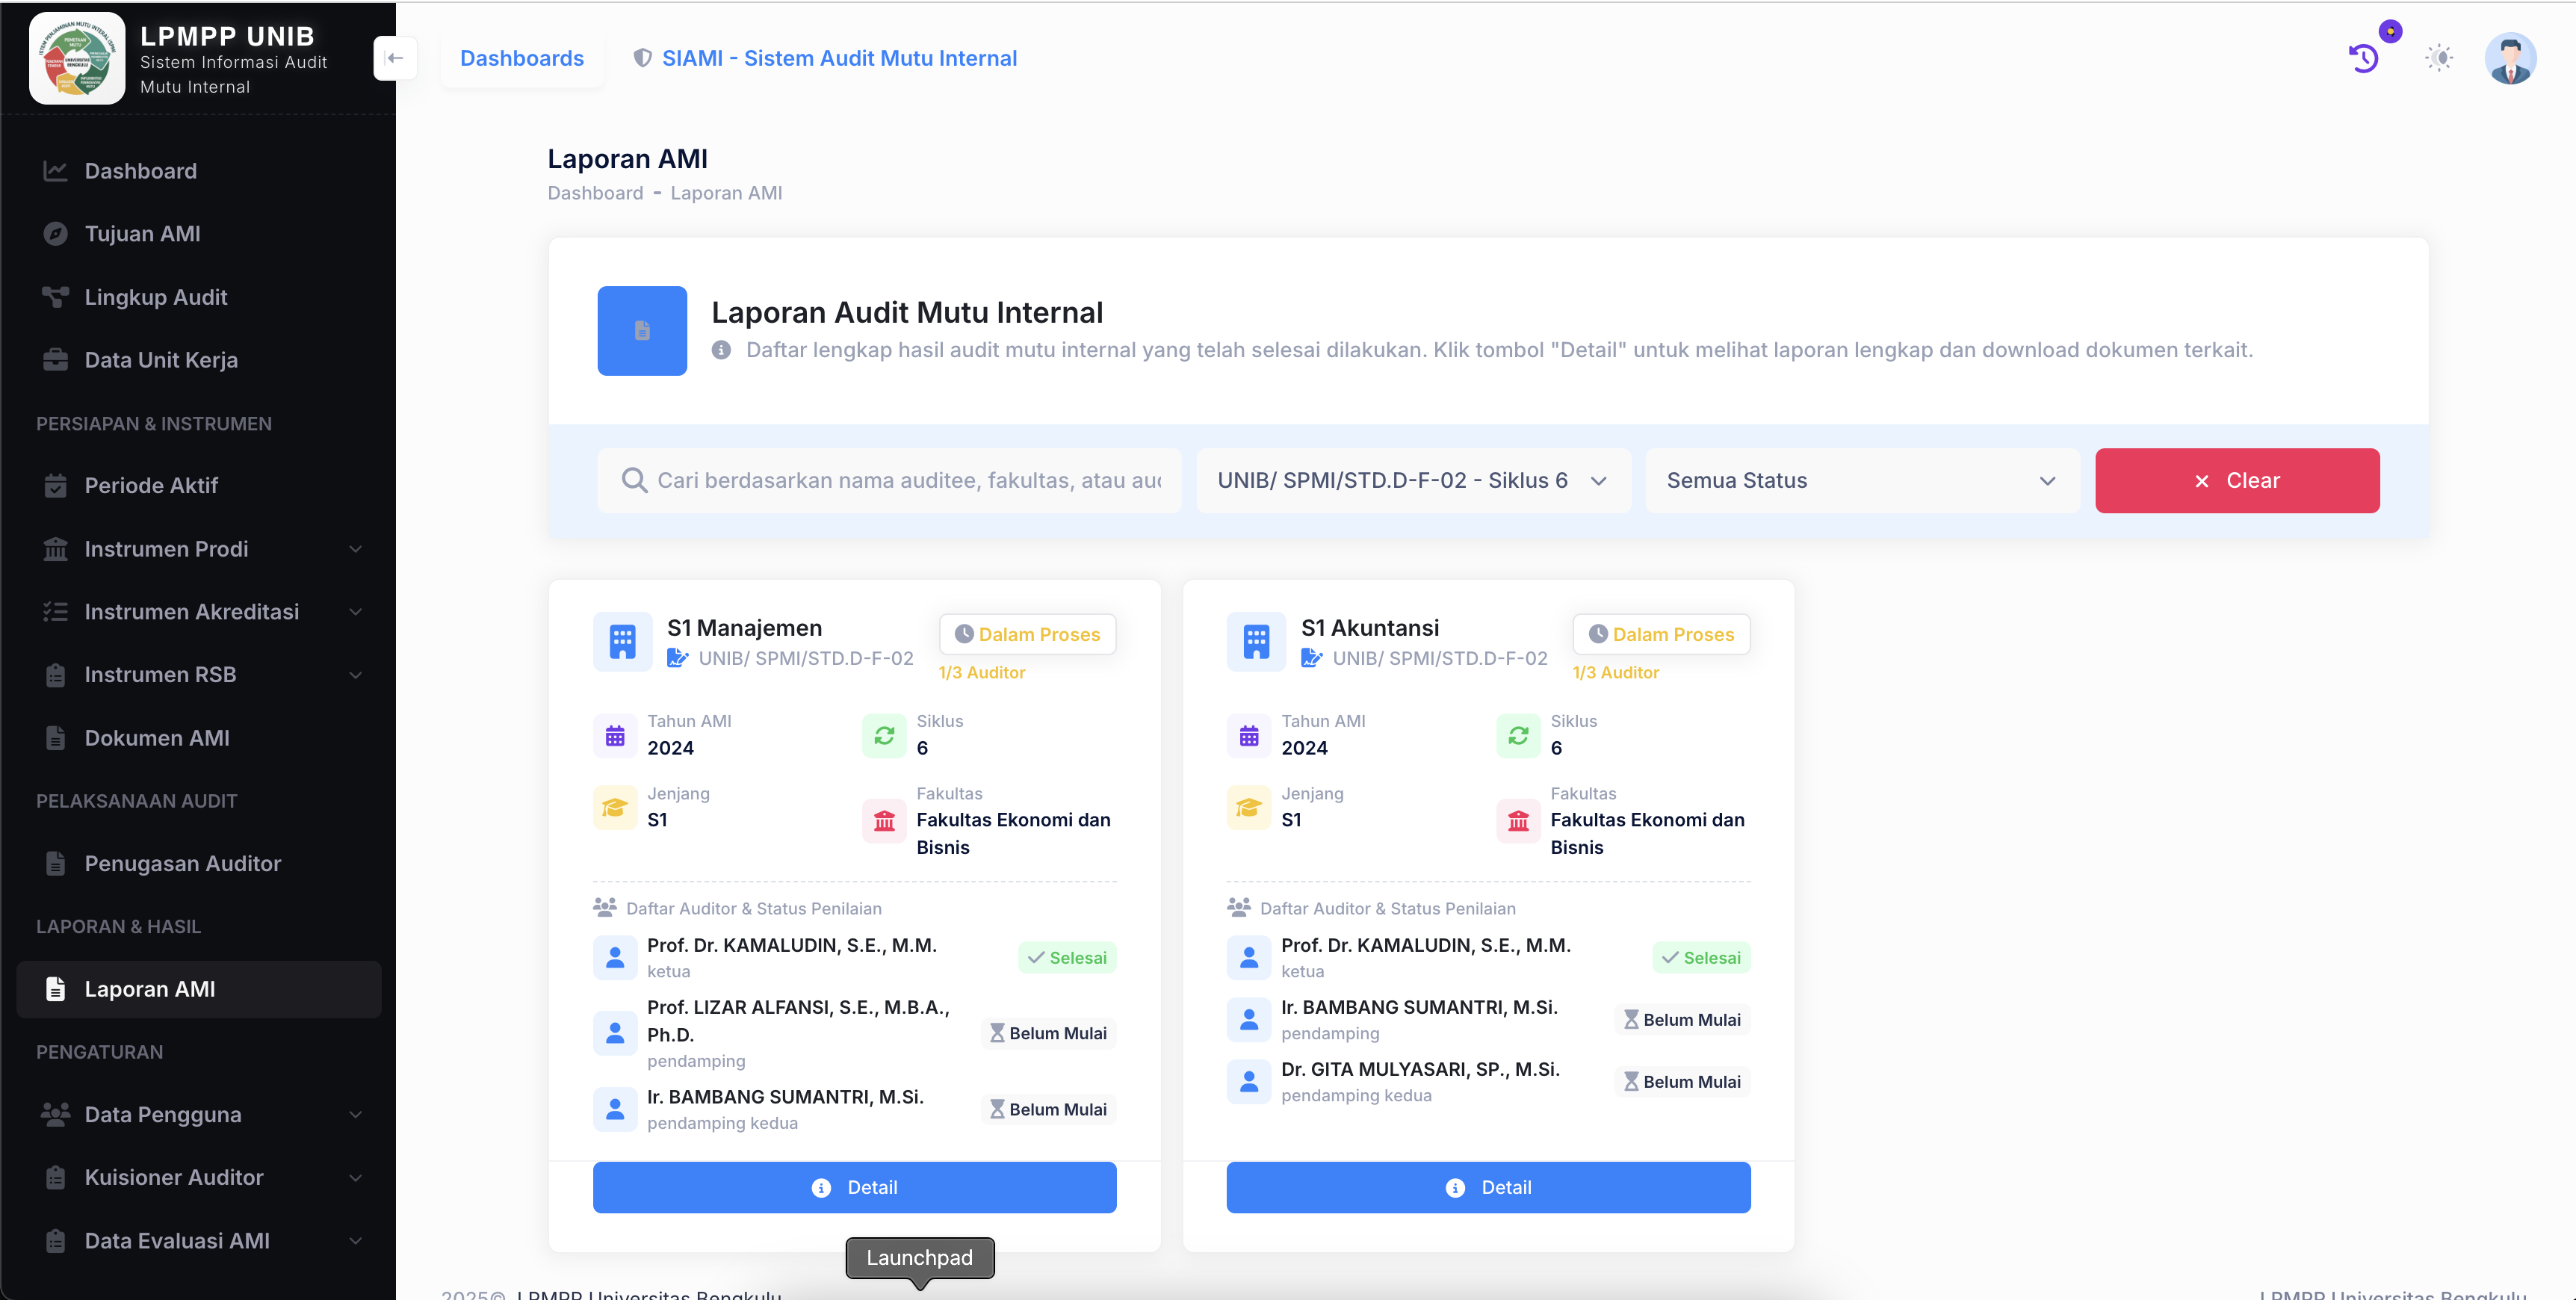 LPMPP UNIB
Sistem Informasi Audit
Mutu Internal
Dashboards
SIAMI - Sistem Audit Mutu Internal
Dashboard
Tujuan AMI
Lingkup Audit
Data Unit Kerja
PERSIAPAN & INSTRUMEN
Periode Aktif
Instrumen Prodi
Instrumen Akreditasi
Instrumen RSB
Dokumen AMI
PELAKSANAAN AUDIT
Penugasan Auditor
LAPORAN & HASIL
Laporan AMI
PENGATURAN
Data Pengguna
Kuisioner Auditor
Data Evaluasi AMI
Laporan AMI
Dashboard - Laporan AMI
Laporan Audit Mutu Internal
Daftar lengkap hasil audit mutu internal yang telah selesai dilakukan. Klik tombol "Detail" untuk melihat laporan lengkap dan download dokumen terkait.
Cari berdasarkan nama auditee, fakultas, atau
UNIB/ SPMI/STD.D-F-02 - Siklus 6
Semua Status
Clear
S1 Manajemen
UNIB/ SPMI/STD.D-F-02
Dalam Proses
1/3 Auditor
Tahun AMI
2024
Siklus
6
Jenjang
S1
Fakultas
Fakultas Ekonomi dan
Bisnis
Daftar Auditor & Status Penilaian
Prof. Dr. KAMALUDIN, S.E., M.M.
ketua
Selesai
Prof. LIZAR ALFANSI, S.E., M.B.A.,
Ph.D.
pendamping
Belum Mulai
Ir. BAMBANG SUMANTRI, M.Si.
pendamping kedua
Belum Mulai
Detail
S1 Akuntansi
UNIB/ SPMI/STD.D-F-02
Dalam Proses
1/3 Auditor
Tahun AMI
2024
Siklus
6
Jenjang
S1
Fakultas
Fakultas Ekonomi dan
Bisnis
Daftar Auditor & Status Penilaian
Prof. Dr. KAMALUDIN, S.E., M.M.
ketua
Selesai
Ir. BAMBANG SUMANTRI, M.Si.
pendamping
Belum Mulai
Dr. GITA MULYASARI, SP., M.Si.
pendamping kedua
Belum Mulai
Detail
Launchpad
2025© LPMPP Universitas Bengkulu
LPMPP Universitas Bengkulu